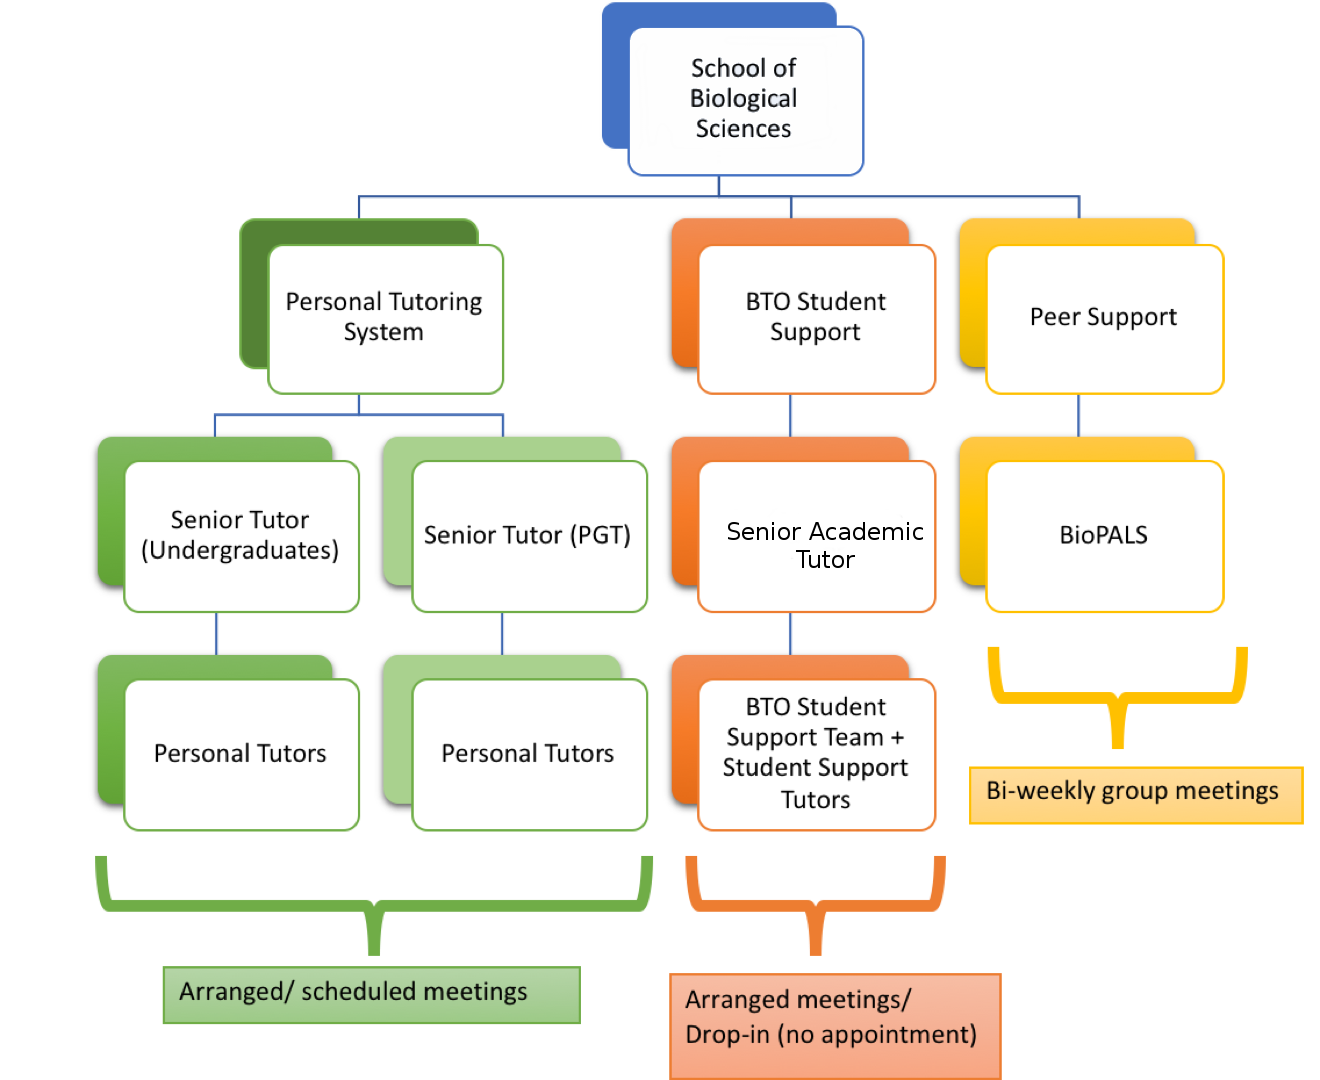 School of
Biological
Sciences
Personal Tutoring
System
BTO Student
Support
Peer Support
Senior Tutor
(Undergraduates)
Senior Tutor (PGT)
Senior Academic
Tutor
BioPALS
Personal Tutors
Personal Tutors
BTO Student
Support Team +
Student Support
Tutors
Bi-weekly group meetings
Arranged/ scheduled meetings
Arranged meetings/
Drop-in (no appointment)